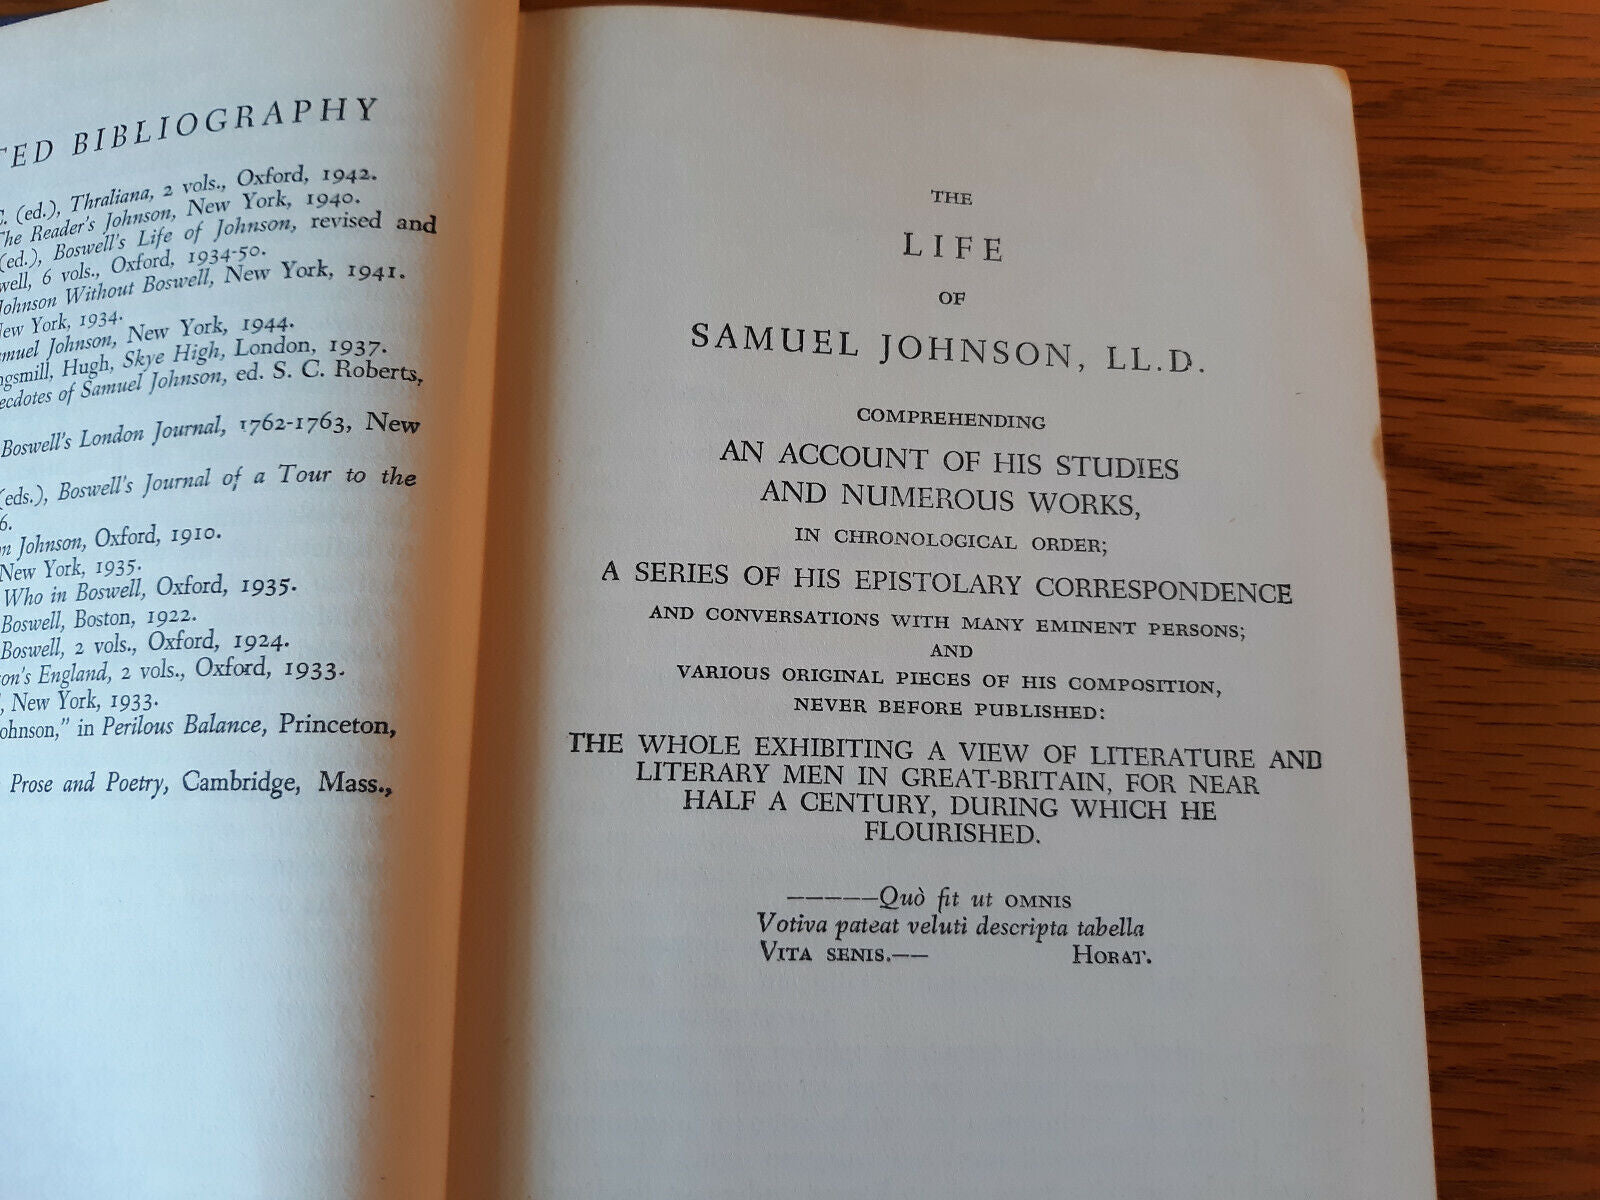 TED BIBLIOGRAPHY
C. (ed.), Thraliana, 2 vols., Oxford, 1942.
The Reader's Johnson, New York, 1940.
(ed.), Boswell's Life of Johnson, revised and
well, 6 vols., Oxford, 1934-50.
Johnson Without Boswell, New York, 1941.
New York, 1934.
muel Johnson, New York, 1944.
ngsmill, Hugh, Skye High, London, 1937.
ecdotes of Samuel Johnson, ed. S. C. Roberts,
Boswell's London Journal, 1762-1763, New
(eds.), Boswell's Journal of a Tour to the
6.
n Johnson, Oxford, 1910.
New York, 1935.
Who in Boswell, Oxford, 1935.
Boswell, Boston, 1922.
Boswell, 2 vols., Oxford, 1924.
son's England, 2 vols., Oxford, 1933.
, New York, 1933.
ohnson," in Perilous Balance, Princeton,
Prose and Poetry, Cambridge, Mass.,
THE
LIFE
OF
SAMUEL JOHNSON, LL.D.
COMPREHENDING
AN ACCOUNT OF HIS STUDIES
AND NUMEROUS WORKS,
IN CHRONOLOGICAL ORDER;
A SERIES OF HIS EPISTOLARY CORRESPONDENCE
AND CONVERSATIONS WITH MANY EMINENT PERSONS;
AND
VARIOUS ORIGINAL PIECES OF HIS COMPOSITION,
NEVER BEFORE PUBLISHED:
THE WHOLE EXHIBITING A VIEW OF LITERATURE AND
LITERARY MEN IN GREAT-BRITAIN, FOR NEAR
HALF A CENTURY, DURING WHICH HE
FLOURISHED.
—————Quò fit ut OMNIS
Votiva pateat veluti descripta tabella
VITA SENIS.—— HORAT.